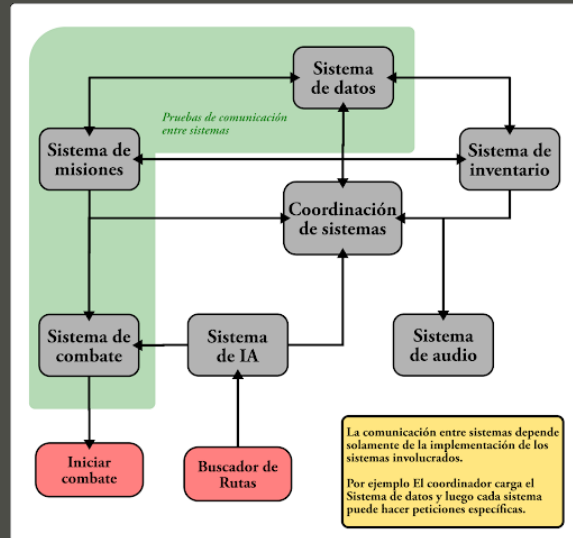 Sistema
de datos
Pruebas de comunicación
entre sistemas
Sistema de
misiones
Sistema de
inventario
Coordinación
de sistemas
Sistema de
combate
Sistema
de IA
Sistema
de audio
Iniciar
combate
Buscador de
Rutas
La comunicación entre sistemas depende
solamente de la implementación de los
sistemas involucrados.
Por ejemplo El coordinador carga el
Sistema de datos y luego cada sistema
puede hacer peticiones específicas.